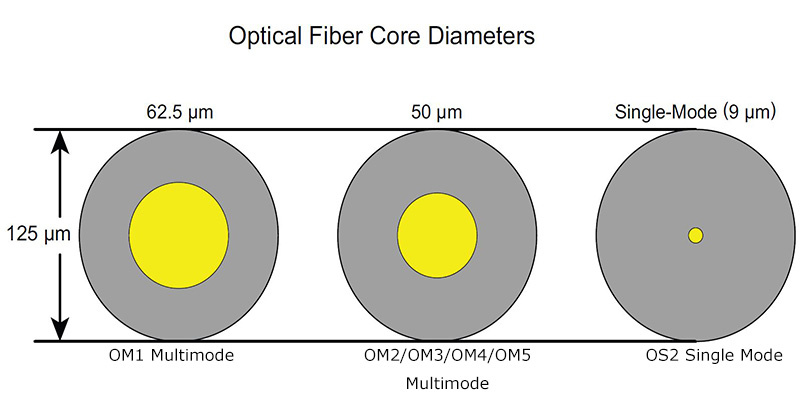 Optical Fiber Core Diameters
62.5 µm
50 µm
Single-Mode (9 µm)
125 µm
OM1 Multimode
OM2/OM3/OM4/OM5
Multimode
OS2 Single Mode